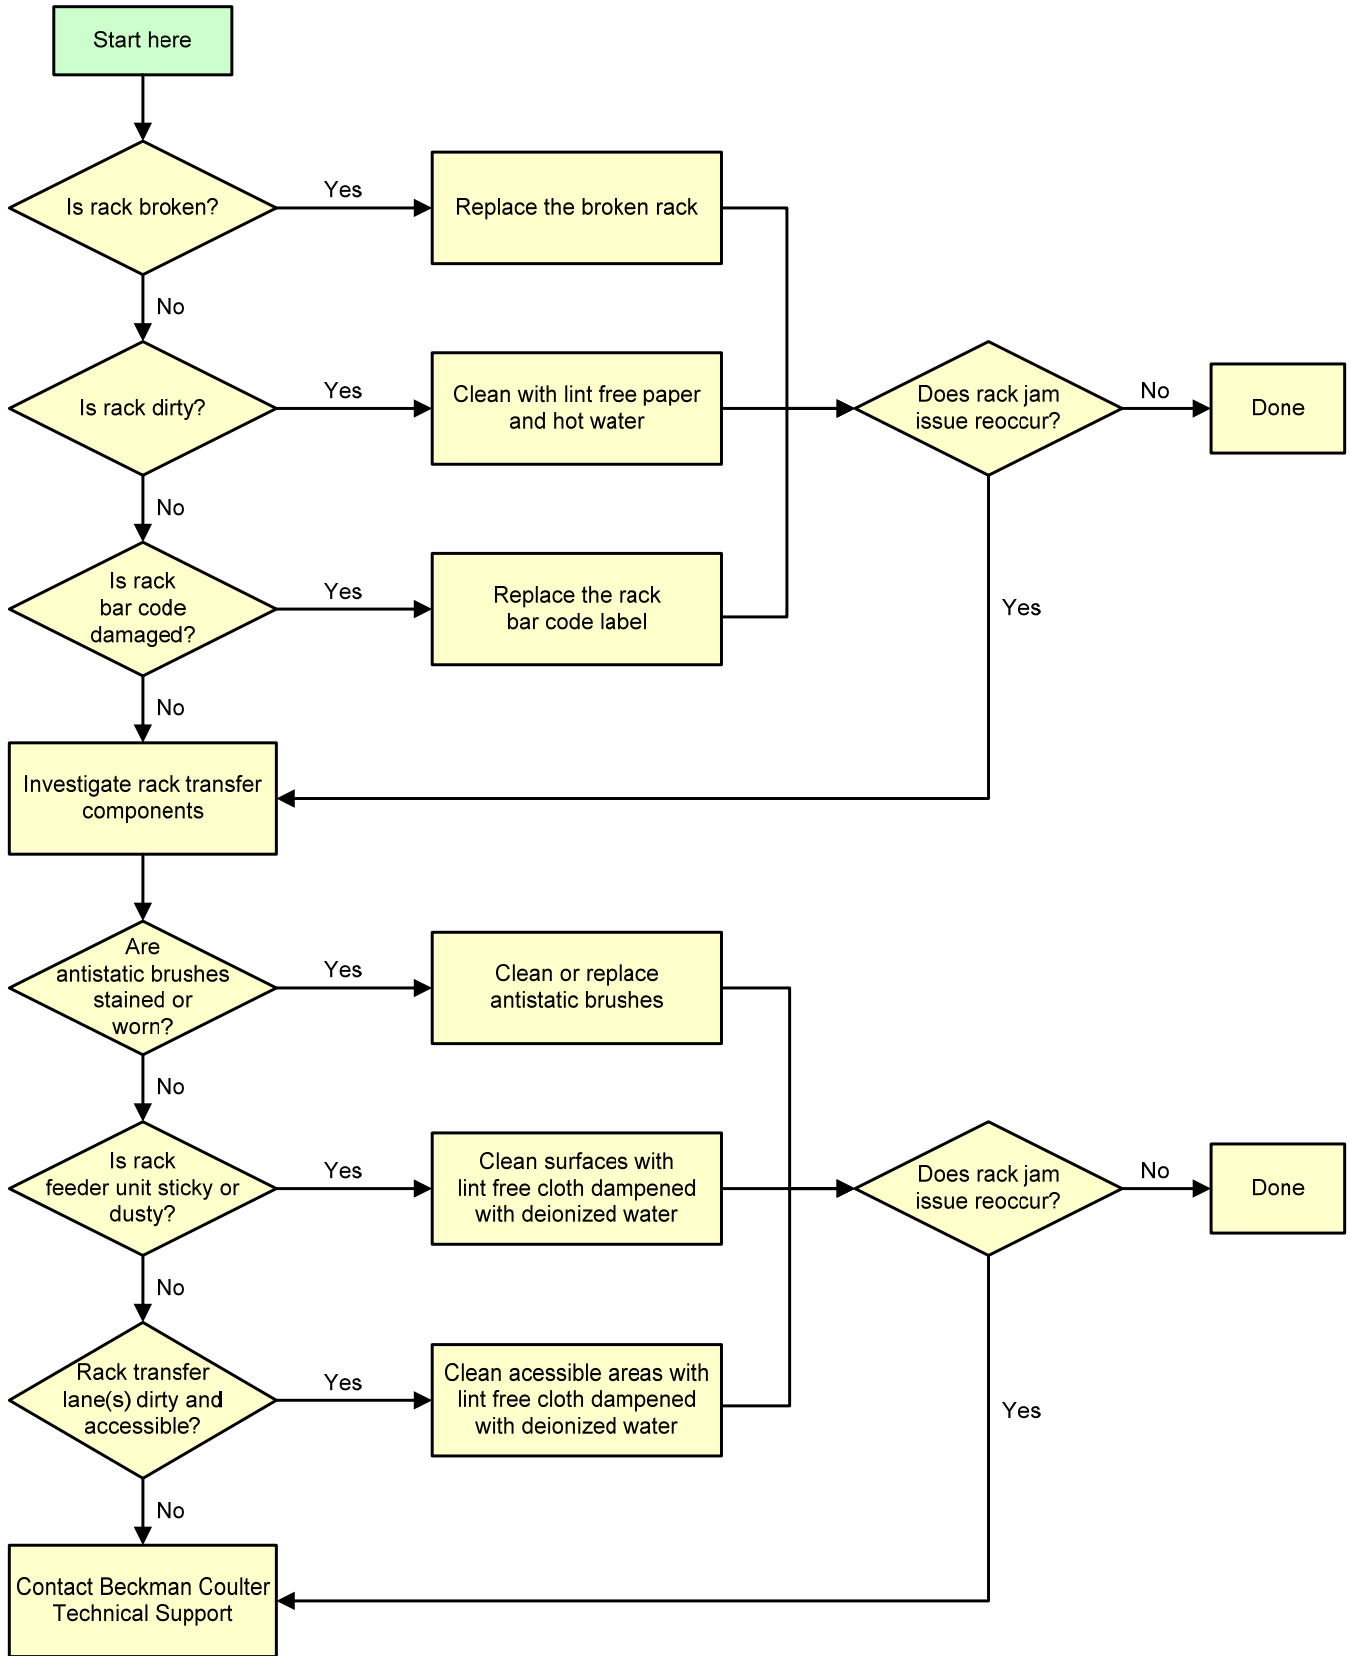 Start here
Is rack broken?
Yes
Replace the broken rack
No
Is rack dirty?
Yes
Clean with lint free paper
and hot water
Does rack jam
issue reoccur?
No
Done
No
Is rack
bar code
damaged?
Yes
Replace the rack
bar code label
Yes
No
Investigate rack transfer
components
Are
antistatic brushes
stained or
worn?
Yes
Clean or replace
antistatic brushes
No
Is rack
feeder unit sticky or
dusty?
Yes
Clean surfaces with
lint free cloth dampened
with deionized water
Does rack jam
issue reoccur?
No
Done
No
Rack transfer
lane(s) dirty and
accessible?
Yes
Clean acessible areas with
lint free cloth dampened
with deionized water
Yes
No
Contact Beckman Coulter
Technical Support